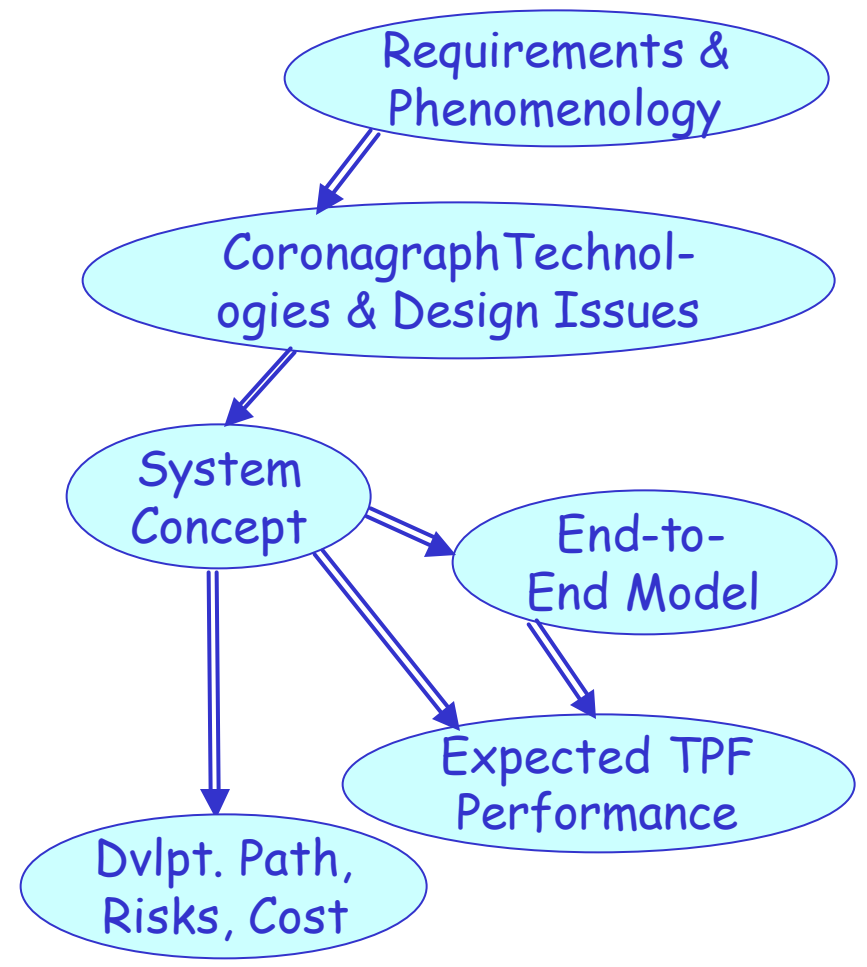 Requirements &
Phenomenology
CoronagraphTechnol-
ogies & Design Issues
System
Concept
End-to-
End Model
Expected TPF
Performance
Dvlpt. Path,
Risks, Cost